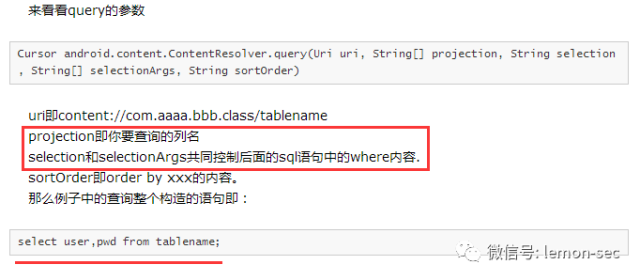 来看看query的参数
Cursor android.content.ContentResolver.query(Uri uri, String[] projection, String selection
, String[] selectionArgs, String sortOrder)
uri即content://com.aaaa.bbb.class/tablename
projection即你要查询的列名
selection和selectionArgs共同控制后面的sql语句中的where内容.
sortOrder即order by xxx的内容。
那么例子中的查询整个构造的语句即：
select user,pwd from tablename;
微信号: lemon-sec